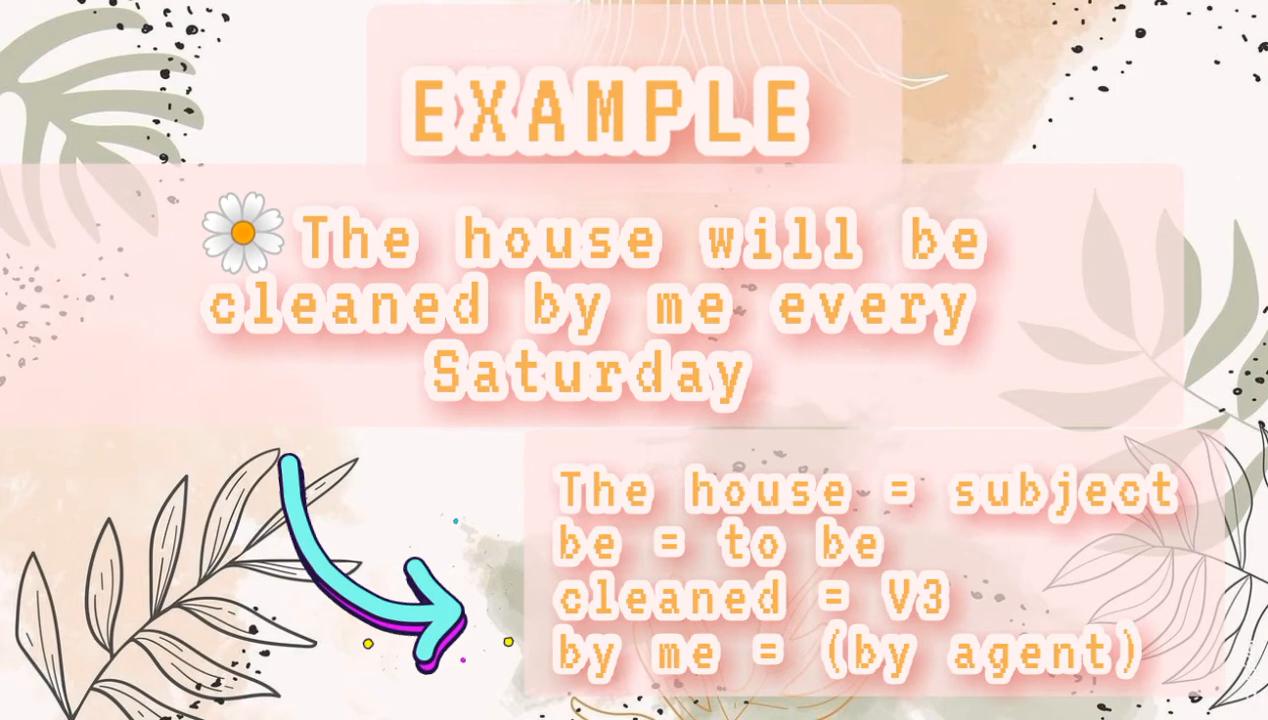 EXAMPLE
The house will be
cleaned by me every
Saturday
The house = subject
be = to be
cleaned = V3
by me = (by agent)